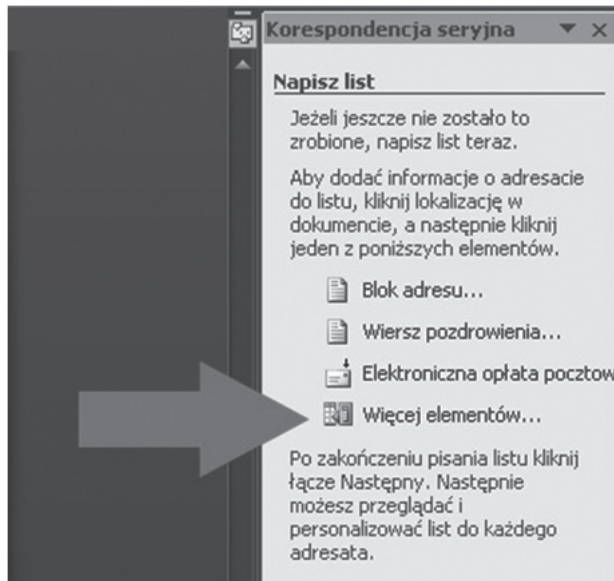 Korespondencja seryjna
Napisz list
Jeżeli jeszcze nie zostało to
zrobione, napisz list teraz.
Aby dodać informacje o adresacie
do listu, kliknij lokalizację w
dokumencie, a następnie kliknij
jeden z poniższych elementów.
Blok adresu...
Wiersz pozdrowienia...
Elektroniczna opłata pocztow
Więcej elementów...
Po zakończeniu pisania listu kliknij
łącze Następny. Następnie
możesz przeglądać i
personalizować list do każdego
adresata.